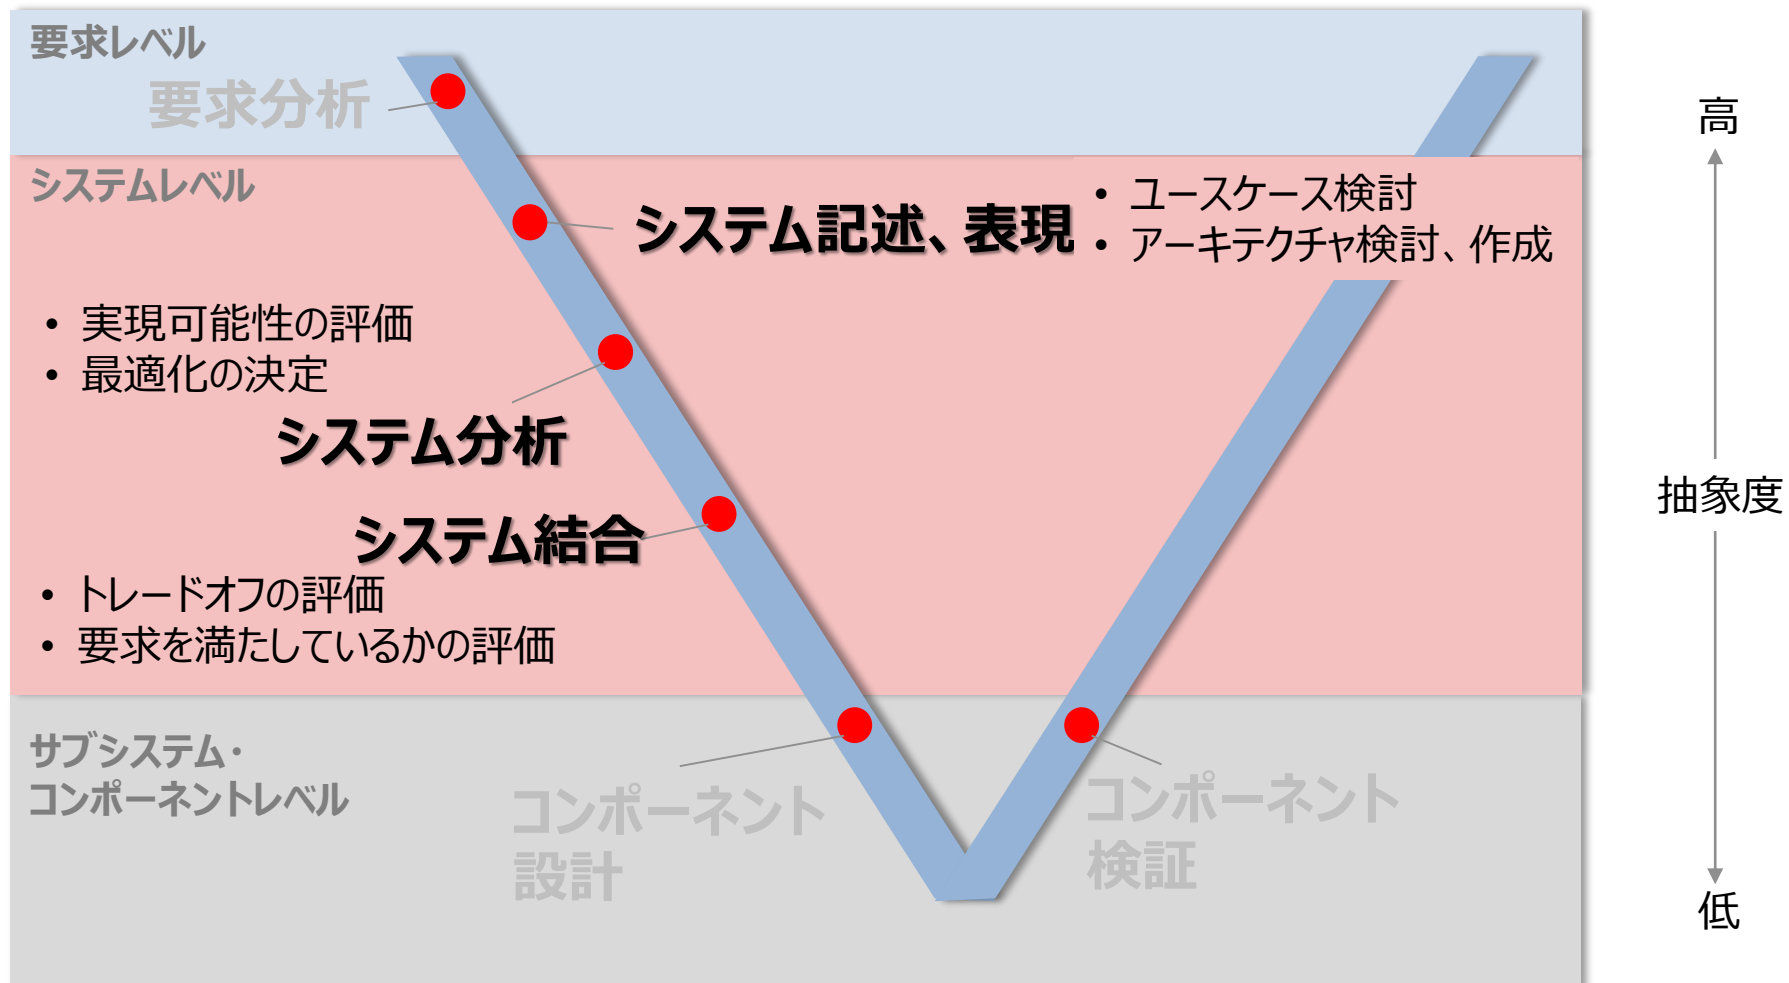 要求レベル
要求分析
高
システムレベル
システム記述、表現
• ユースケース検討
• アーキテクチャ検討、作成
• 実現可能性の評価
• 最適化の決定
システム分析
抽象度
システム結合
• トレードオフの評価
• 要求を満たしているかの評価
サブシステム・
コンポーネントレベル
コンポーネント
設計
コンポーネント
検証
低